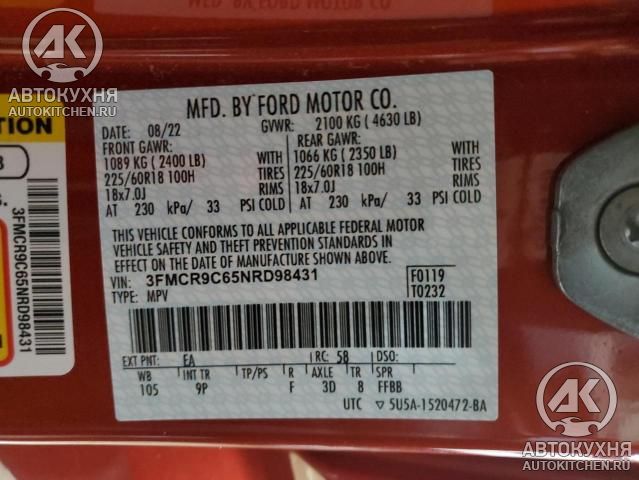 MFD. BY FORD MOTOR CO.
DATE: 08/22 GVWR: 2100 KG ( 4630 LB)
FRONT GAWR: REAR GAWR:
1089 KG ( 2400 LB) WITH 1066 KG ( 2350 LB) WITH
225/60R18 100H TIRES 225/60R18 100H TIRES
18x7.0J RIMS 18x7.0J RIMS
AT 230 kPa/ 33 PSI COLD AT 230 kPa/ 33 PSI COLD
THIS VEHICLE CONFORMS TO ALL APPLICABLE FEDERAL MOTOR
VEHICLE SAFETY AND THEFT PREVENTION STANDARDS IN
EFFECT ON THE DATE OF MANUFACTURE SHOWN ABOVE.
VIN: 3FMCR9C65NRD98431
TYPE: MPV
F0119
T0232
EXT PNT: EA RC: 58 DSO:
WB INT TR TP/PS R AXLE TR SPR
105 9P F 3D 8 FFBB
UTC ▽ 5U5A-1520472-BA
3FMCR9C65NRD98431
АВТОКУХНЯ
AUTOKITCHEN.RU
АВТОКУХНЯ
AUTOKITCHEN.RU